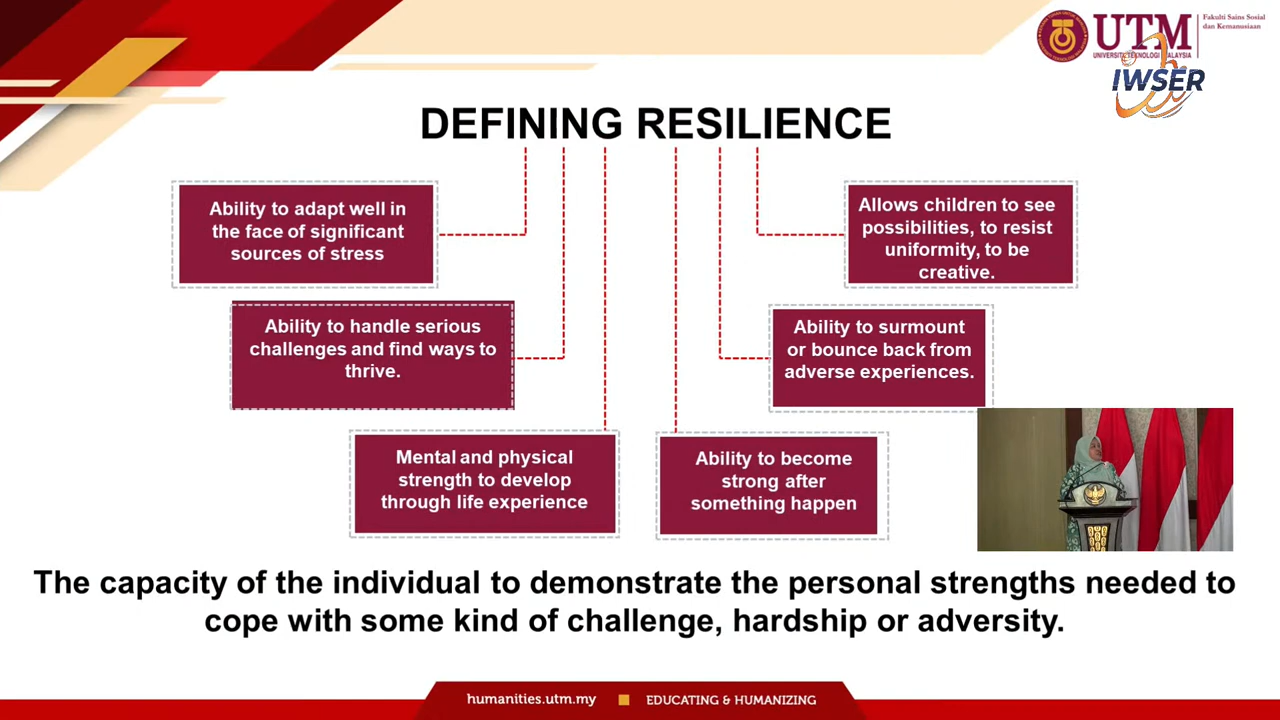 UTM
UNIVERSITI TEKNOLOGI MALAYSIA
Fakulti Sains Sosial
dan Kemanusiaan
IWSER
DEFINING RESILIENCE
Ability to adapt well in
the face of significant
sources of stress
Allows children to see
possibilities, to resist
uniformity, to be
creative.
Ability to handle serious
challenges and find ways to
thrive.
Ability to surmount
or bounce back from
adverse experiences.
Mental and physical
strength to develop
through life experience
Ability to become
strong after
something happen
The capacity of the individual to demonstrate the personal strengths needed to
cope with some kind of challenge, hardship or adversity.
humanities.utm.my
EDUCATING & HUMANIZING